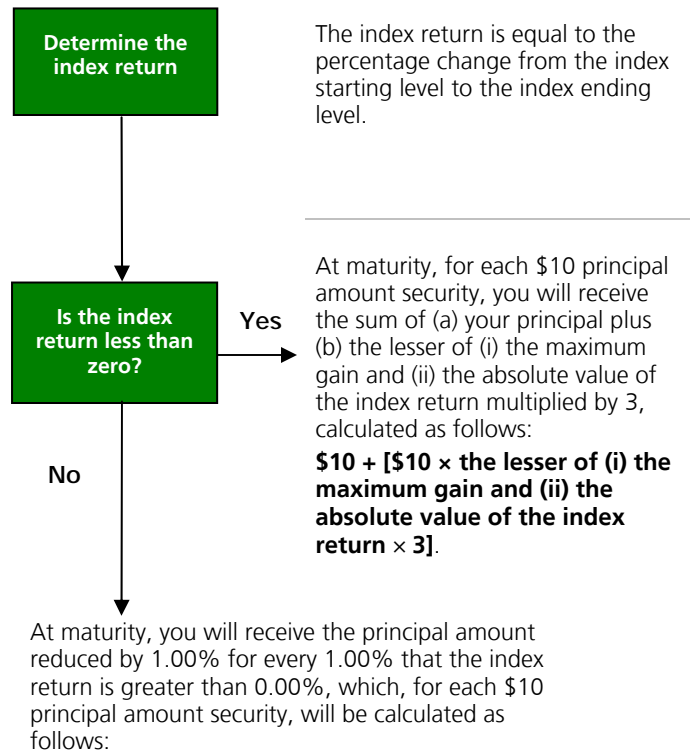 Determine the
index return
The index return is equal to the
percentage change from the index
starting level to the index ending
level.
Is the index
return less than
zero?
Yes
At maturity, for each $10 principal
amount security, you will receive
the sum of (a) your principal plus
(b) the lesser of (i) the maximum
gain and (ii) the absolute value of
the index return multiplied by 3,
calculated as follows:
$10 + [$10 × the lesser of (i) the
maximum gain and (ii) the
absolute value of the index
return × 3].
No
At maturity, you will receive the principal amount
reduced by 1.00% for every 1.00% that the index
return is greater than 0.00%, which, for each $10
principal amount security, will be calculated as
follows: